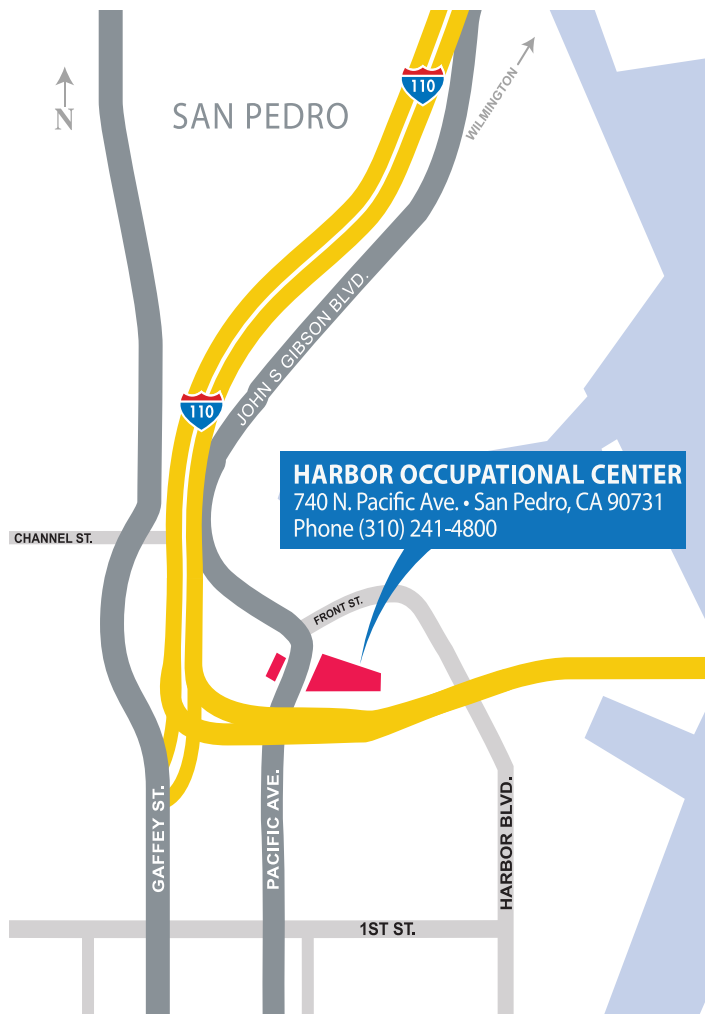 110
WILMINGTON
N
SAN PEDRO
JOHN S GIBSON BLVD.
110
HARBOR OCCUPATIONAL CENTER
740 N. Pacific Ave. • San Pedro, CA 90731
Phone (310) 241-4800
CHANNEL ST.
FRONT ST.
GAFFEY ST.
PACIFIC AVE.
HARBOR BLVD.
1ST ST.